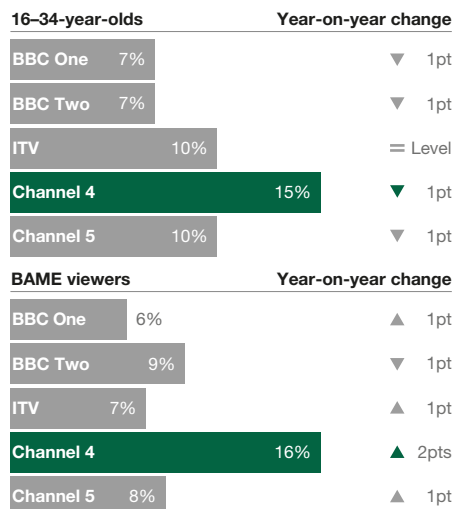 16–34-year-olds Year-on-year change
BBC One 7% ▼ 1pt
BBC Two 7% ▼ 1pt
ITV 10% = Level
Channel 4 15% ▼ 1pt
Channel 5 10% ▼ 1pt
BAME viewers Year-on-year change
BBC One 6% ▲ 1pt
BBC Two 9% ▼ 1pt
ITV 7% ▲ 1pt
Channel 4 16% ▲ 2pts
Channel 5 8% ▲ 1pt